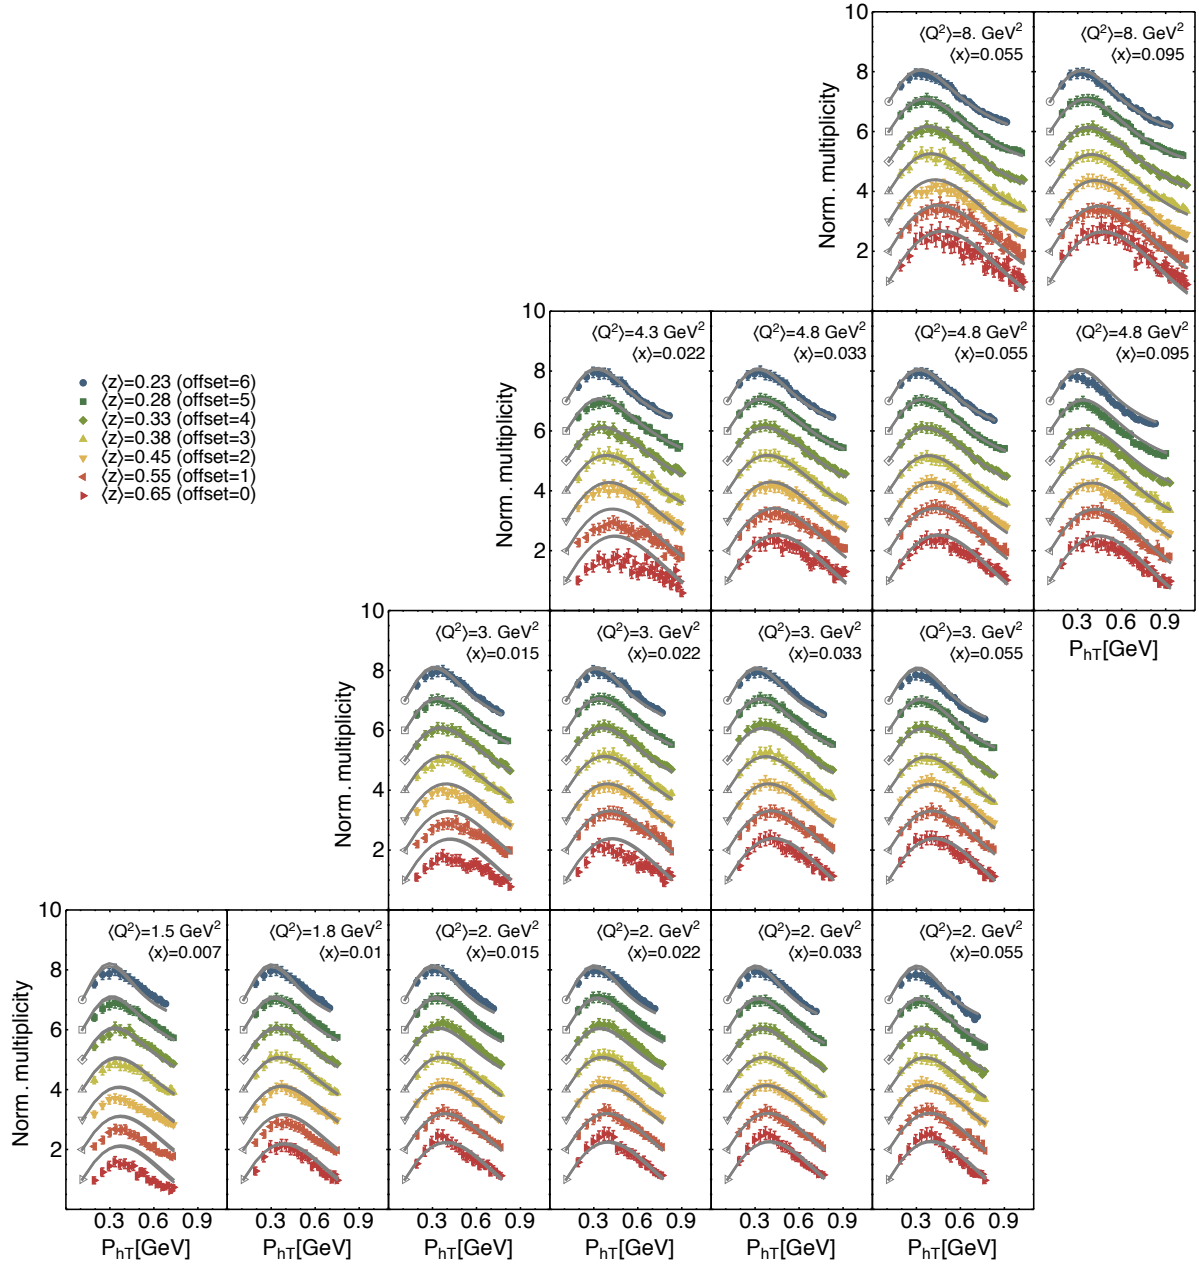 10
8
6
4
2
Norm. multiplicity
⟨Q²⟩=8. GeV²
⟨x⟩=0.055
⟨Q²⟩=8. GeV²
⟨x⟩=0.095
10
8
6
4
2
Norm. multiplicity
⟨Q²⟩=4.3 GeV²
⟨x⟩=0.022
⟨Q²⟩=4.8 GeV²
⟨x⟩=0.033
⟨Q²⟩=4.8 GeV²
⟨x⟩=0.055
⟨Q²⟩=4.8 GeV²
⟨x⟩=0.095
0.3 0.6 0.9
P_hT[GeV]
⟨z⟩=0.23 (offset=6)
⟨z⟩=0.28 (offset=5)
⟨z⟩=0.33 (offset=4)
⟨z⟩=0.38 (offset=3)
⟨z⟩=0.45 (offset=2)
⟨z⟩=0.55 (offset=1)
⟨z⟩=0.65 (offset=0)
10
8
6
4
2
Norm. multiplicity
⟨Q²⟩=3. GeV²
⟨x⟩=0.015
⟨Q²⟩=3. GeV²
⟨x⟩=0.022
⟨Q²⟩=3. GeV²
⟨x⟩=0.033
⟨Q²⟩=3. GeV²
⟨x⟩=0.055
10
8
6
4
2
Norm. multiplicity
⟨Q²⟩=1.5 GeV²
⟨x⟩=0.007
⟨Q²⟩=1.8 GeV²
⟨x⟩=0.01
⟨Q²⟩=2. GeV²
⟨x⟩=0.015
⟨Q²⟩=2. GeV²
⟨x⟩=0.022
⟨Q²⟩=2. GeV²
⟨x⟩=0.033
⟨Q²⟩=2. GeV²
⟨x⟩=0.055
0.3 0.6 0.9
0.3 0.6 0.9
0.3 0.6 0.9
0.3 0.6 0.9
0.3 0.6 0.9
0.3 0.6 0.9
P_hT[GeV]
P_hT[GeV]
P_hT[GeV]
P_hT[GeV]
P_hT[GeV]
P_hT[GeV]